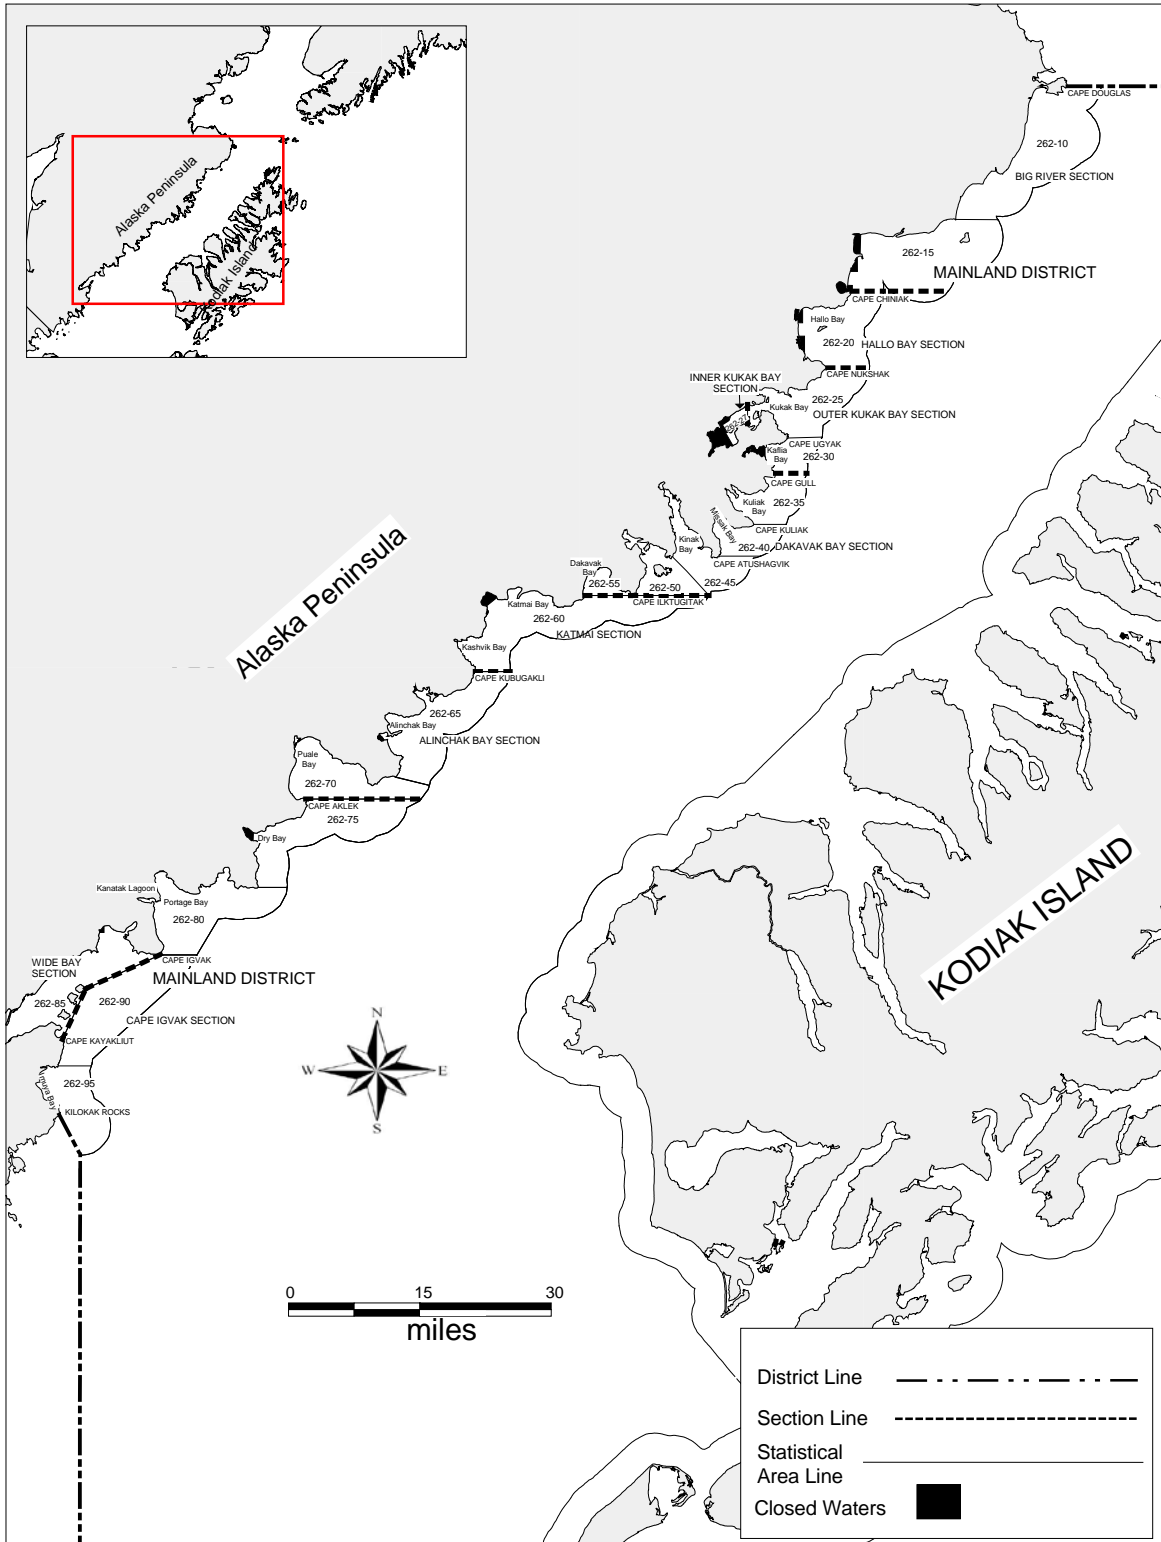 Alaska Peninsula
Kodiak Island
CAPE DOUGLAS
262-10
BIG RIVER SECTION
262-15
MAINLAND DISTRICT
CAPE CHINIAK
Hallo Bay
262-20
HALLO BAY SECTION
CAPE NUKSHAK
INNER KUKAK BAY
SECTION
262-25
Kukak Bay
OUTER KUKAK BAY SECTION
262-27
CAPE UGYAK
Kaflia
Bay
262-30
CAPE GULL
Kuliak
Bay
262-35
Missak Bay
CAPE KULIAK
Kinak
Bay
262-40
DAKAVAK BAY SECTION
CAPE ATUSHAGVIK
Dakavak
Bay
262-55
262-50
262-45
CAPE ILKTUGITAK
Katmai Bay
262-60
KATMAI SECTION
Kashvik Bay
CAPE KUBUGAKLI
Alaska Peninsula
262-65
Alinchak Bay
ALINCHAK BAY SECTION
Puale
Bay
262-70
CAPE AKLEK
262-75
Dry Bay
Kanatak Lagoon
Portage Bay
262-80
CAPE IGVAK
WIDE BAY
SECTION
MAINLAND DISTRICT
262-85
262-90
CAPE IGVAK SECTION
CAPE KAYAKLIUT
262-95
Imuya Bay
KILOKAK ROCKS
KODIAK ISLAND
N
W
E
S
0
15
30
miles
District Line
Section Line
Statistical
Area Line
Closed Waters